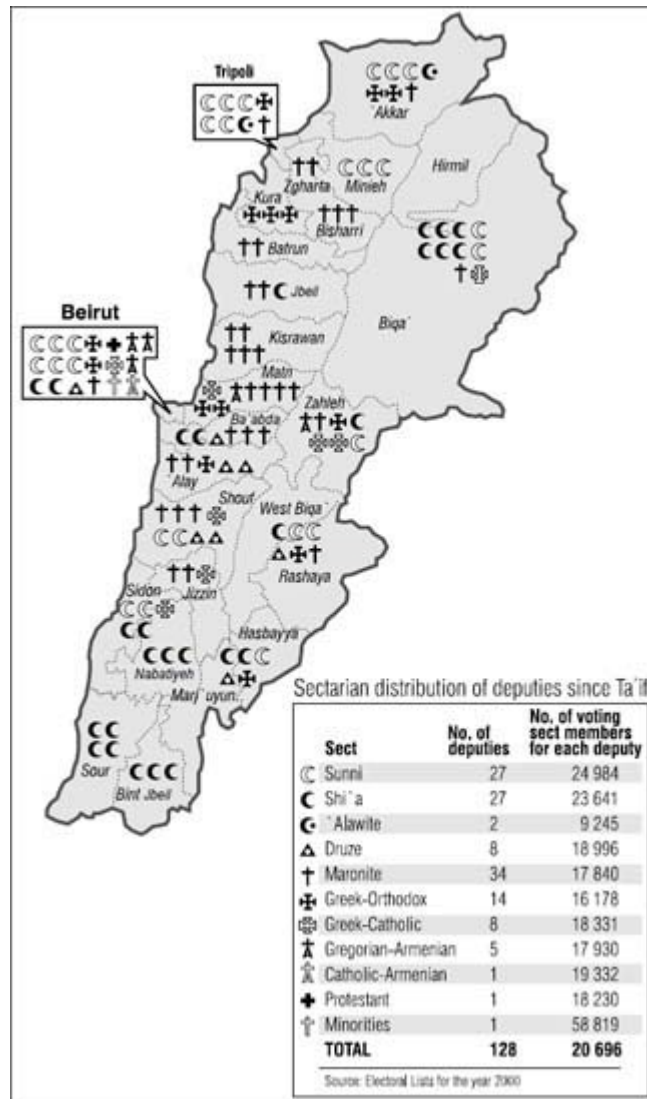 Tripoli
`Akkar
Hirmil
Zgharta
Minieh
Kura
Bisharri
Batrun
Jbeil
Biqa`
Kisrawan
Beirut
Matn
Zahleh
Ba`abda
`Alay
Shouf
West Biqa`
Rashaya
Sidon
Jizzin
Hasbayya
Nabatiyeh
Marj`uyun
Sour
Bint Jbeil
Sectarian distribution of deputies since Ta`if
Sect No. of deputies No. of voting sect members for each deputy
Sunni 27 24 984
Shi`a 27 23 641
`Alawite 2 9 245
Druze 8 18 996
Maronite 34 17 840
Greek-Orthodox 14 16 178
Greek-Catholic 8 18 331
Gregorian-Armenian 5 17 930
Catholic-Armenian 1 19 332
Protestant 1 18 230
Minorities 1 58 819
TOTAL 128 20 696
Source: Electoral Lists for the year 2000